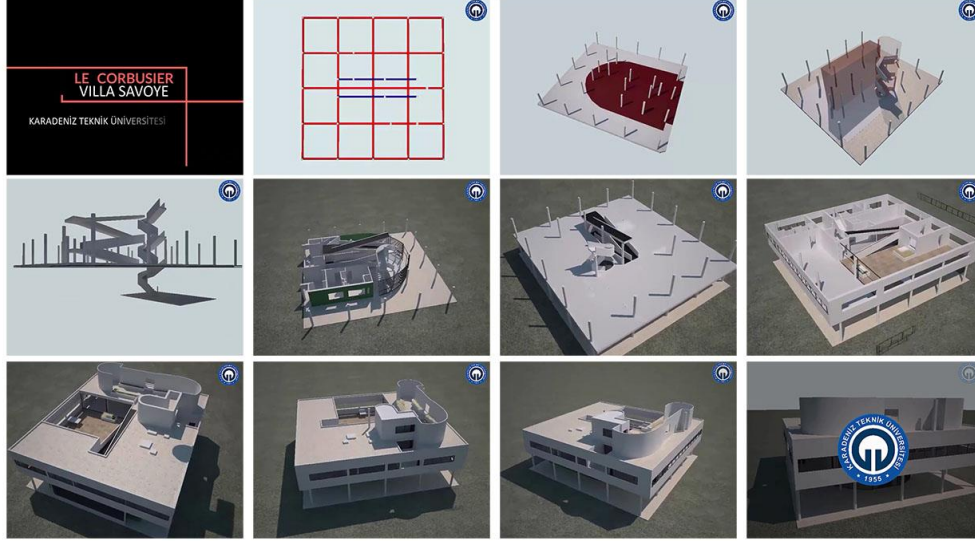 LE CORBUSIER
VILLA SAVOYE
KARADENİZ TEKNİK ÜNİVERSİTESİ
KARADENİZ TEKNİK ÜNİVERSİTESİ
1955